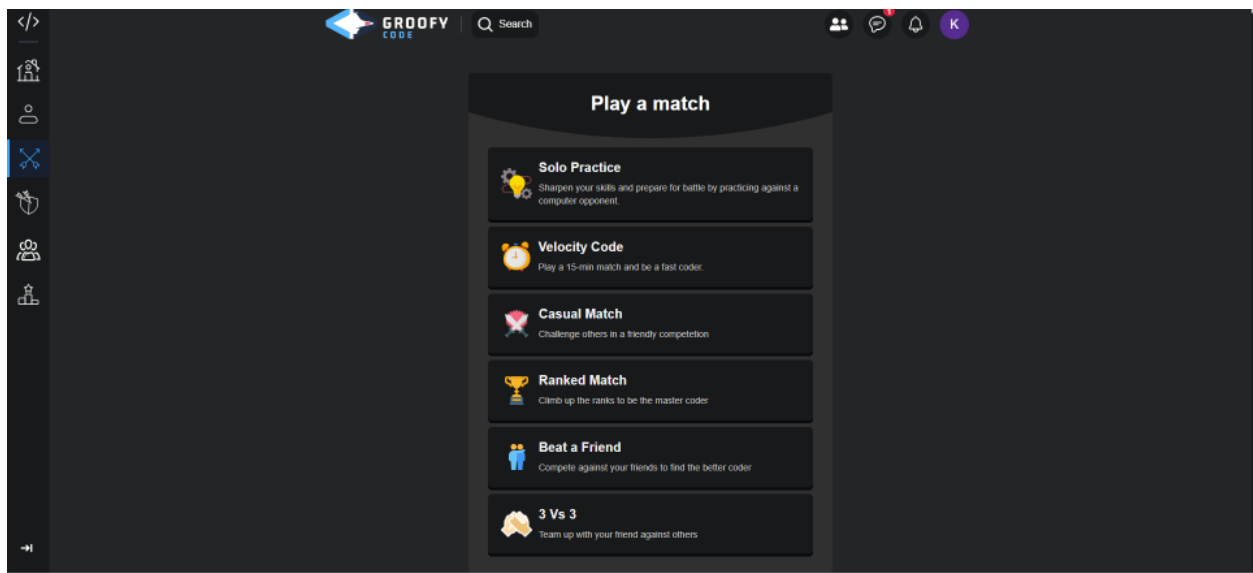 </>
GROOFY
CODE
Search
1
K
Play a match
Solo Practice
Sharpen your skills and prepare for battle by practicing against a
computer opponent.
Velocity Code
Play a 15-min match and be a fast coder.
Casual Match
Challenge others in a friendly competetion
Ranked Match
Climb up the ranks to be the master coder
Beat a Friend
Compete against your friends to find the better coder
3 Vs 3
Team up with your friend against others